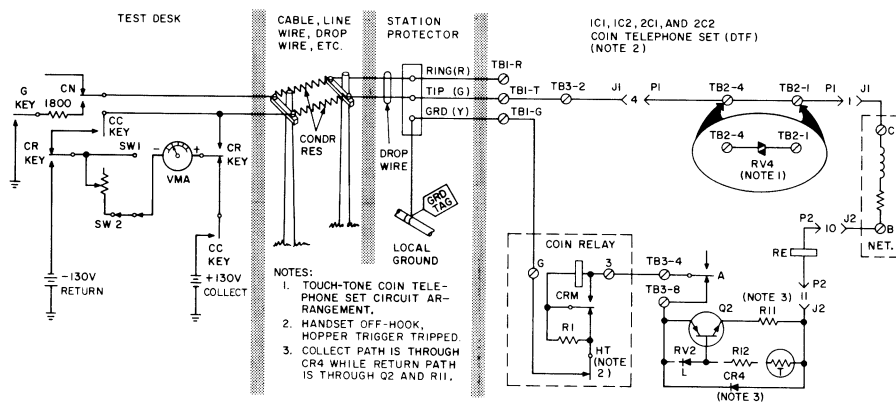 TEST DESK
CABLE, LINE
WIRE, DROP
WIRE, ETC.
STATION
PROTECTOR
1C1, 1C2, 2C1, AND 2C2
COIN TELEPHONE SET (DTF)
(NOTE 2)
CN
G
KEY
1800
CC
KEY
CR
KEY
SW1
- +
VMA
CR
KEY
SW 2
CC
KEY
-130V
RETURN
+130V
COLLECT
CONDR
RES
DROP
WIRE
RING(R)
TIP (G)
GRD (Y)
GRD
TAG
LOCAL
GROUND
TB1-R
TB1-T
TB1-G
TB3-2
J1
4
P1
TB2-4
TB2-1
P1
1
J1
TB2-4
TB2-1
RV4
(NOTE 1)
C
B
NET.
P2
10
J2
RE
P2
11
J2
COIN RELAY
G
3
CRM
R1
HT
(NOTE
2)
TB3-4
A
TB3-8
Q2
(NOTE 3)
R11
RV2
L
R12
T
CR4
(NOTE 3)
NOTES:
1. TOUCH-TONE COIN TELE-
PHONE SET CIRCUIT AR-
RANGEMENT.
2. HANDSET OFF-HOOK,
HOPPER TRIGGER TRIPPED.
3. COLLECT PATH IS THROUGH
CR4 WHILE RETURN PATH
IS THROUGH Q2 AND R11.